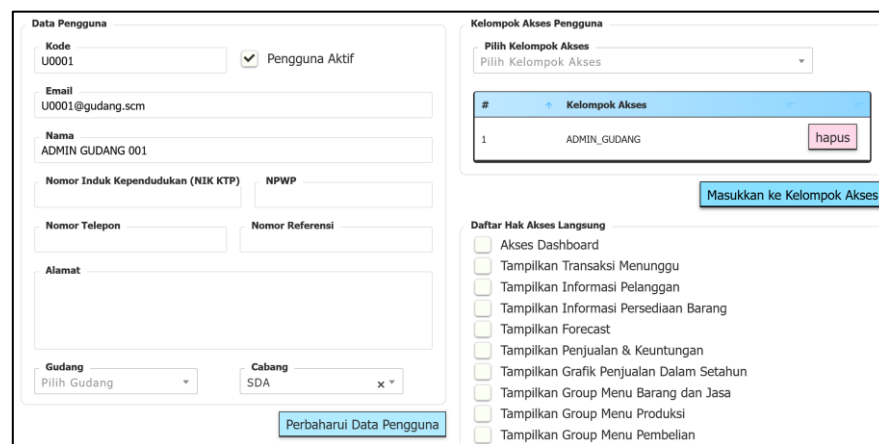 Data Pengguna
Kode
U0001
Pengguna Aktif
Email
U0001@gudang.scm
Nama
ADMIN GUDANG 001
Nomor Induk Kependudukan (NIK KTP)
NPWP
Nomor Telepon
Nomor Referensi
Alamat
Gudang
Pilih Gudang
Cabang
SDA
Perbaharui Data Pengguna
Kelompok Akses Pengguna
Pilih Kelompok Akses
Pilih Kelompok Akses
# Kelompok Akses
1 ADMIN_GUDANG hapus
Masukkan ke Kelompok Akses
Daftar Hak Akses Langsung
Akses Dashboard
Tampilkan Transaksi Menunggu
Tampilkan Informasi Pelanggan
Tampilkan Informasi Persediaan Barang
Tampilkan Forecast
Tampilkan Penjualan & Keuntungan
Tampilkan Grafik Penjualan Dalam Setahun
Tampilkan Group Menu Barang dan Jasa
Tampilkan Group Menu Produksi
Tampilkan Group Menu Pembelian